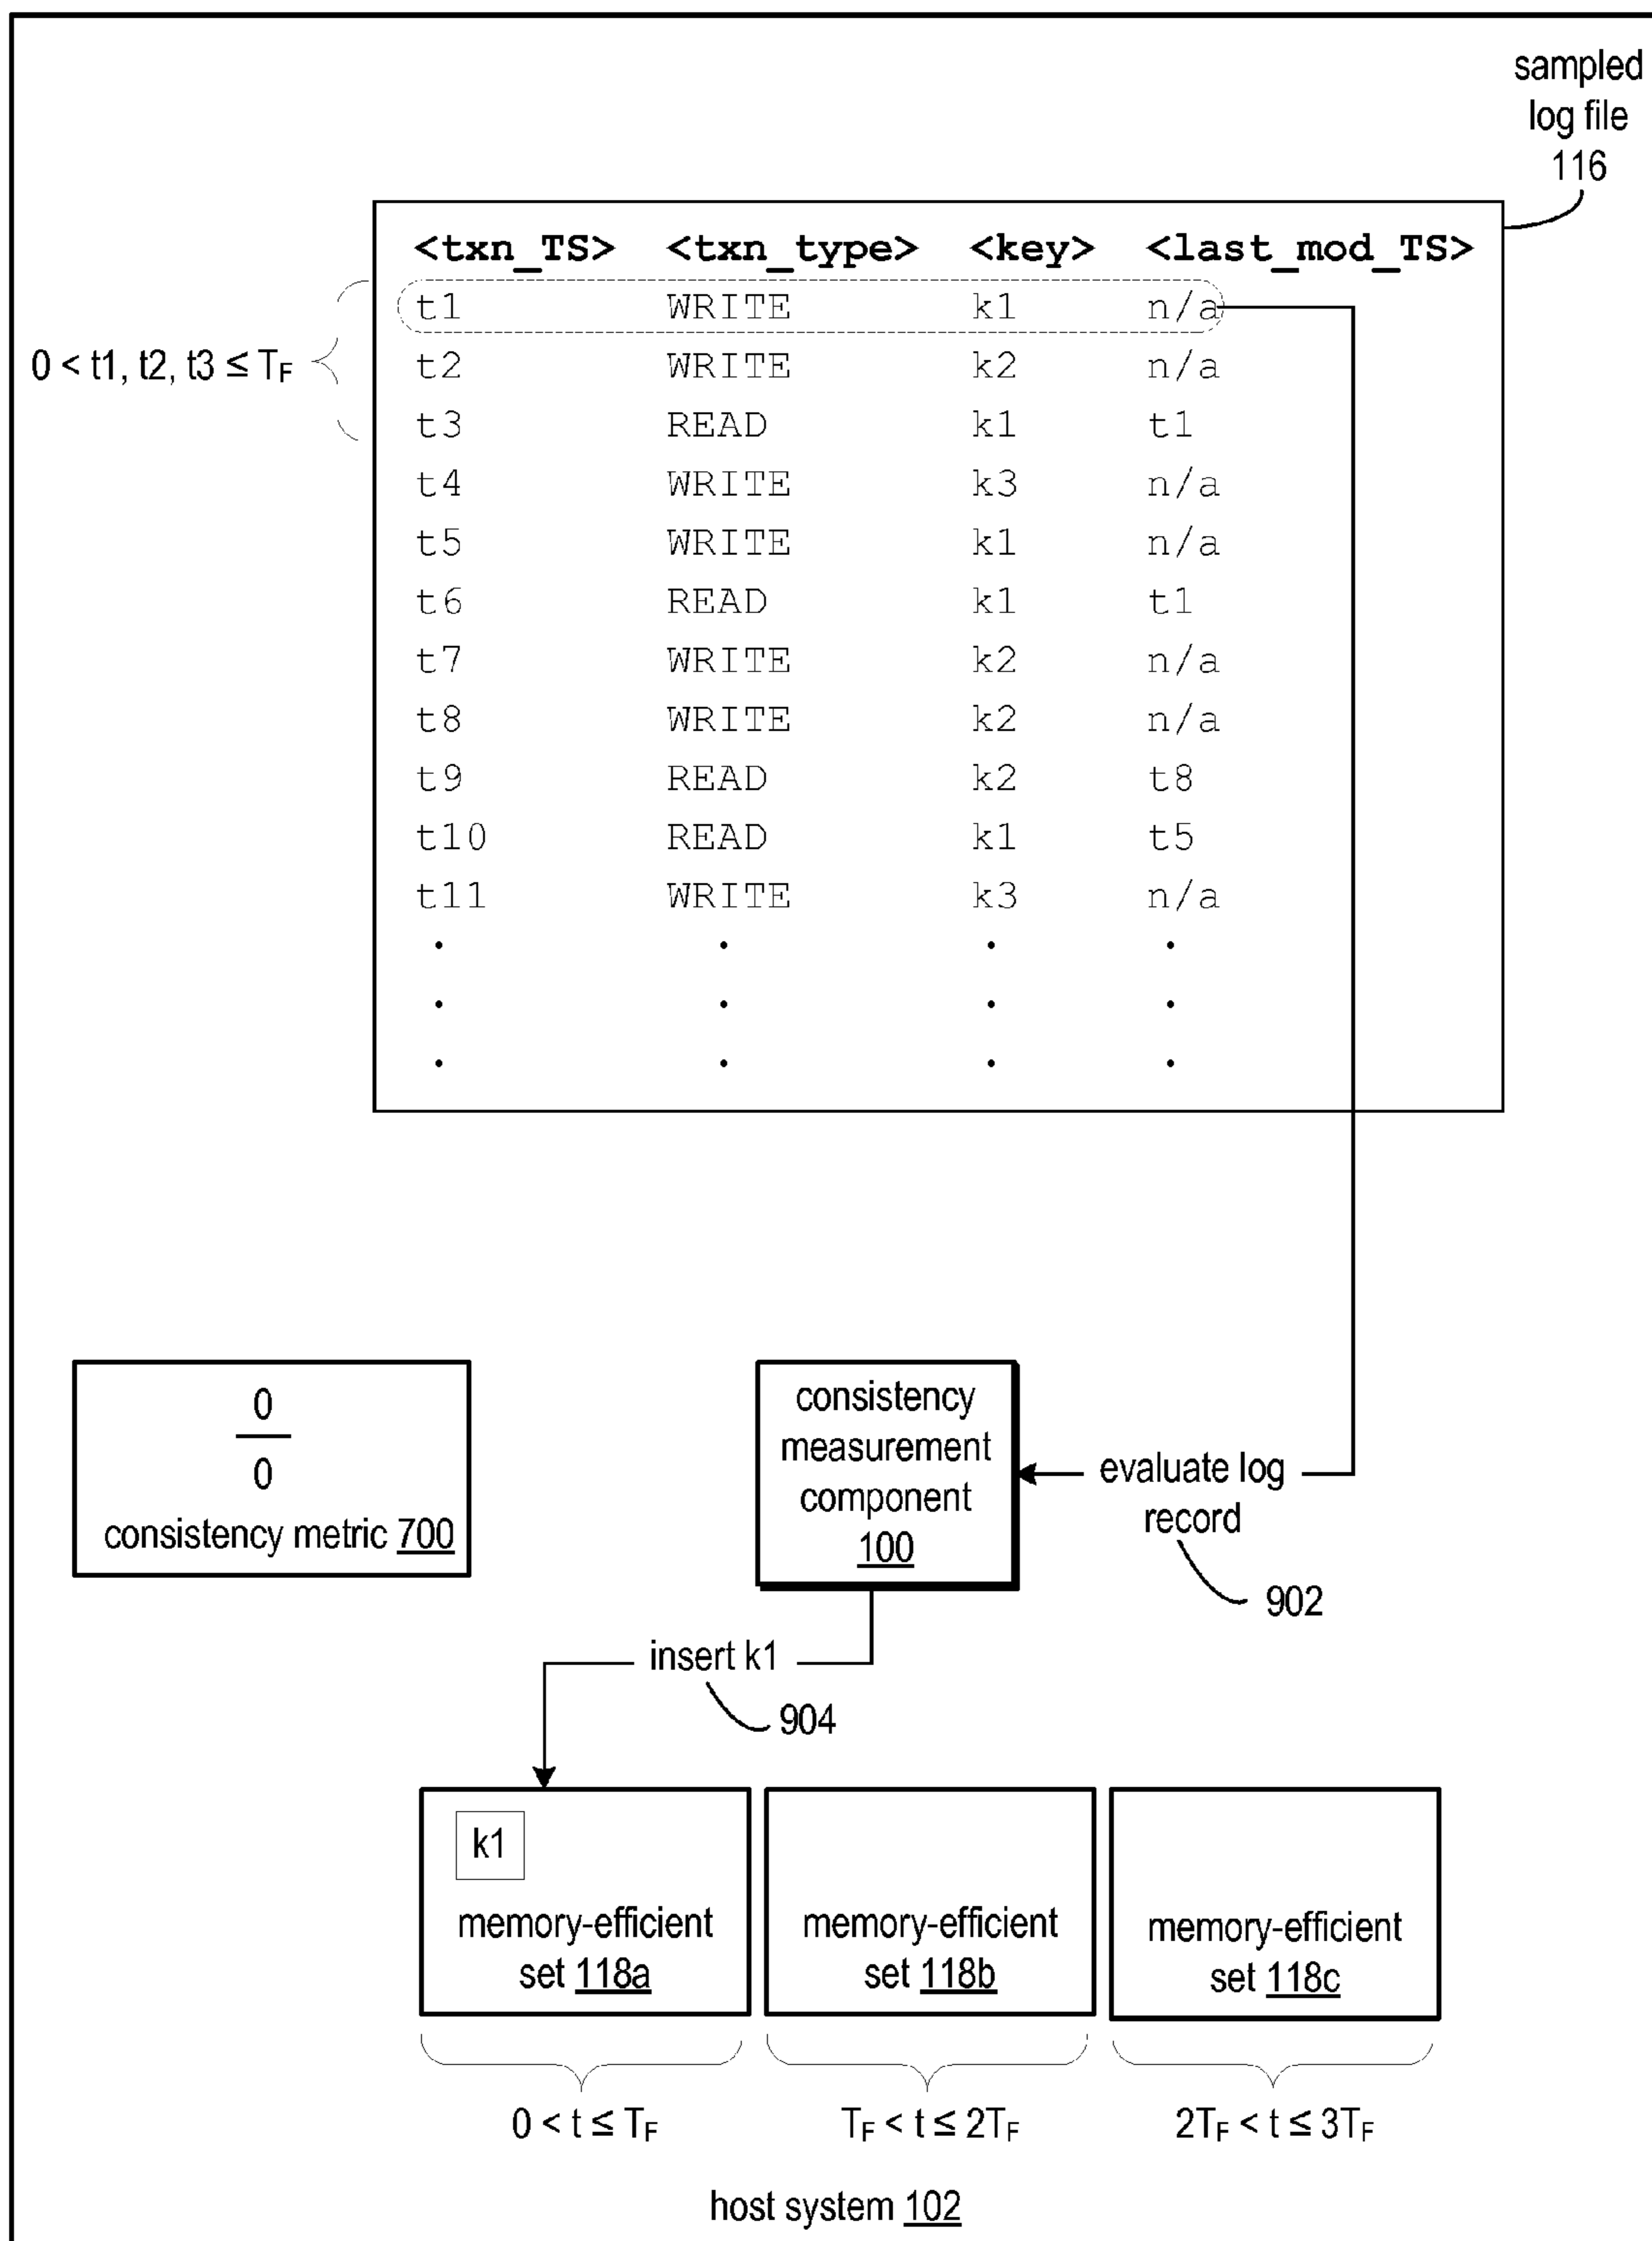 sampled
log file
116
<txn_TS> <txn_type> <key> <last_mod_TS>
t1 WRITE k1 n/a
0 < t1, t2, t3 ≤ TF
t2 WRITE k2 n/a
t3 READ k1 t1
t4 WRITE k3 n/a
t5 WRITE k1 n/a
t6 READ k1 t1
t7 WRITE k2 n/a
t8 WRITE k2 n/a
t9 READ k2 t8
t10 READ k1 t5
t11 WRITE k3 n/a
. . . .
. . . .
. . . .
0
0
consistency metric 700
consistency
measurement
component
100
evaluate log
record
902
insert k1
904
k1
memory-efficient
set 118a
memory-efficient
set 118b
memory-efficient
set 118c
0 < t ≤ TF
TF < t ≤ 2TF
2TF < t ≤ 3TF
host system 102